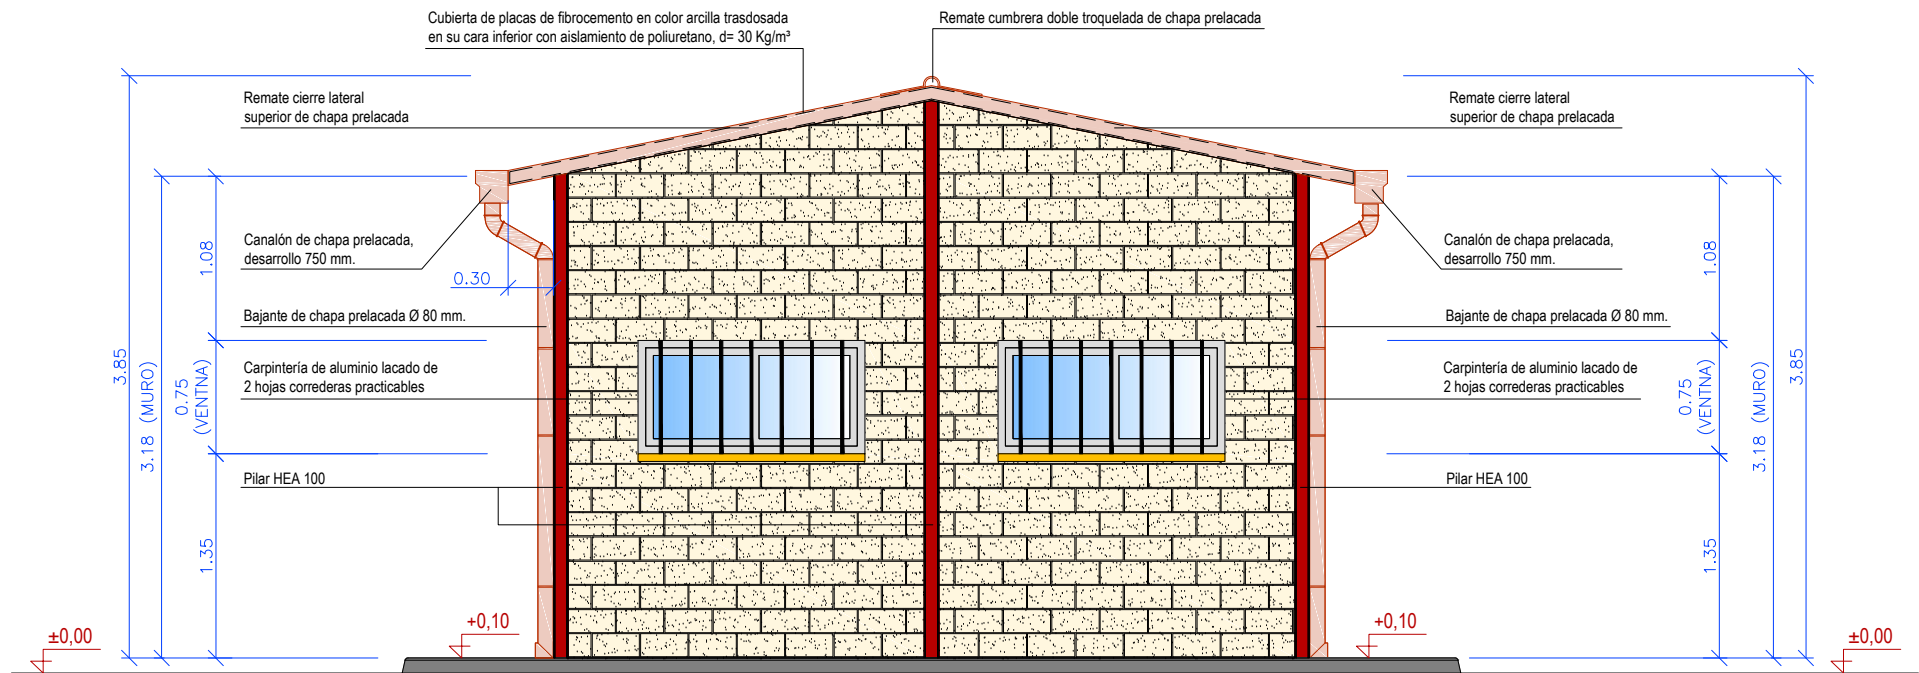 Cubierta de placas de fibrocemento en color arcilla trasdosada
en su cara inferior con aislamiento de poliuretano, d= 30 Kg/m³
Remate cumbrera doble troquelada de chapa prelacada
Remate cierre lateral
superior de chapa prelacada
Remate cierre lateral
superior de chapa prelacada
Canalón de chapa prelacada,
desarrollo 750 mm.
Canalón de chapa prelacada,
desarrollo 750 mm.
1.08
0.30
1.08
Bajante de chapa prelacada Ø 80 mm.
Bajante de chapa prelacada Ø 80 mm.
3.85
3.18 (MURO)
0.75
(VENTNA)
Carpintería de aluminio lacado de
2 hojas correderas practicables
Carpintería de aluminio lacado de
2 hojas correderas practicables
0.75
(VENTNA)
3.18 (MURO)
3.85
Pilar HEA 100
Pilar HEA 100
1.35
1.35
±0,00
+0,10
+0,10
±0,00